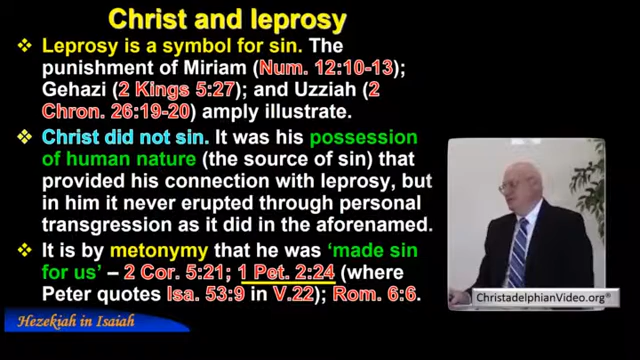 Christ and leprosy
Leprosy is a symbol for sin. The
punishment of Miriam (Num. 12:10-13);
Gehazi (2 Kings 5:27); and Uzziah (2
Chron. 26:19-20) amply illustrate.
Christ did not sin. It was his possession
of human nature (the source of sin) that
provided his connection with leprosy, but
in him it never erupted through personal
transgression as it did in the aforenamed.
It is by metonymy that he was ‘made sin
for us’ – 2 Cor. 5:21; 1 Pet. 2:24 (where
Peter quotes Isa. 53:9 in V.22); Rom. 6:6.
ChristadelphianVideo.org®
Hezekiah in Isaiah